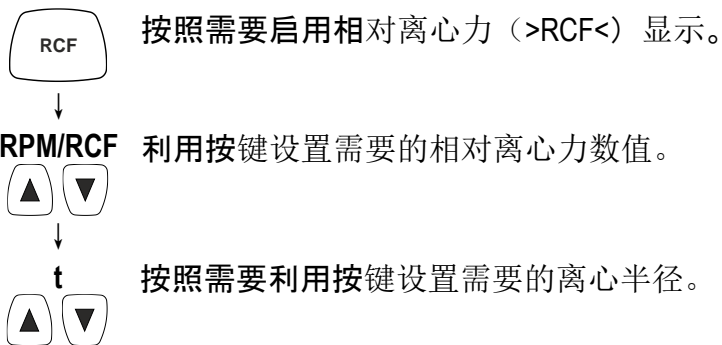 RCF 按照需要启用相对离心力（>RCF<）显示。
RPM/RCF 利用按键设置需要的相对离心力数值。
t 按照需要利用按键设置需要的离心半径。